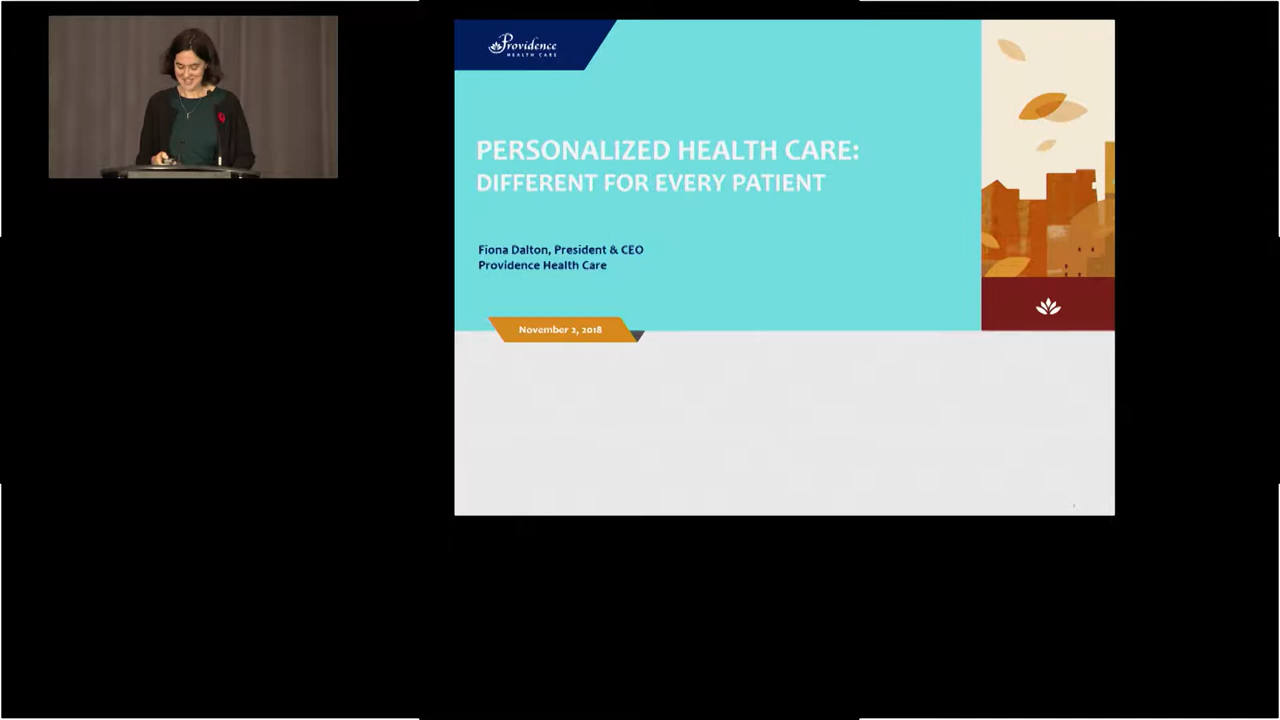 Providence
HEALTH CARE
PERSONALIZED HEALTH CARE:
DIFFERENT FOR EVERY PATIENT
Fiona Dalton, President & CEO
Providence Health Care
November 2, 2018